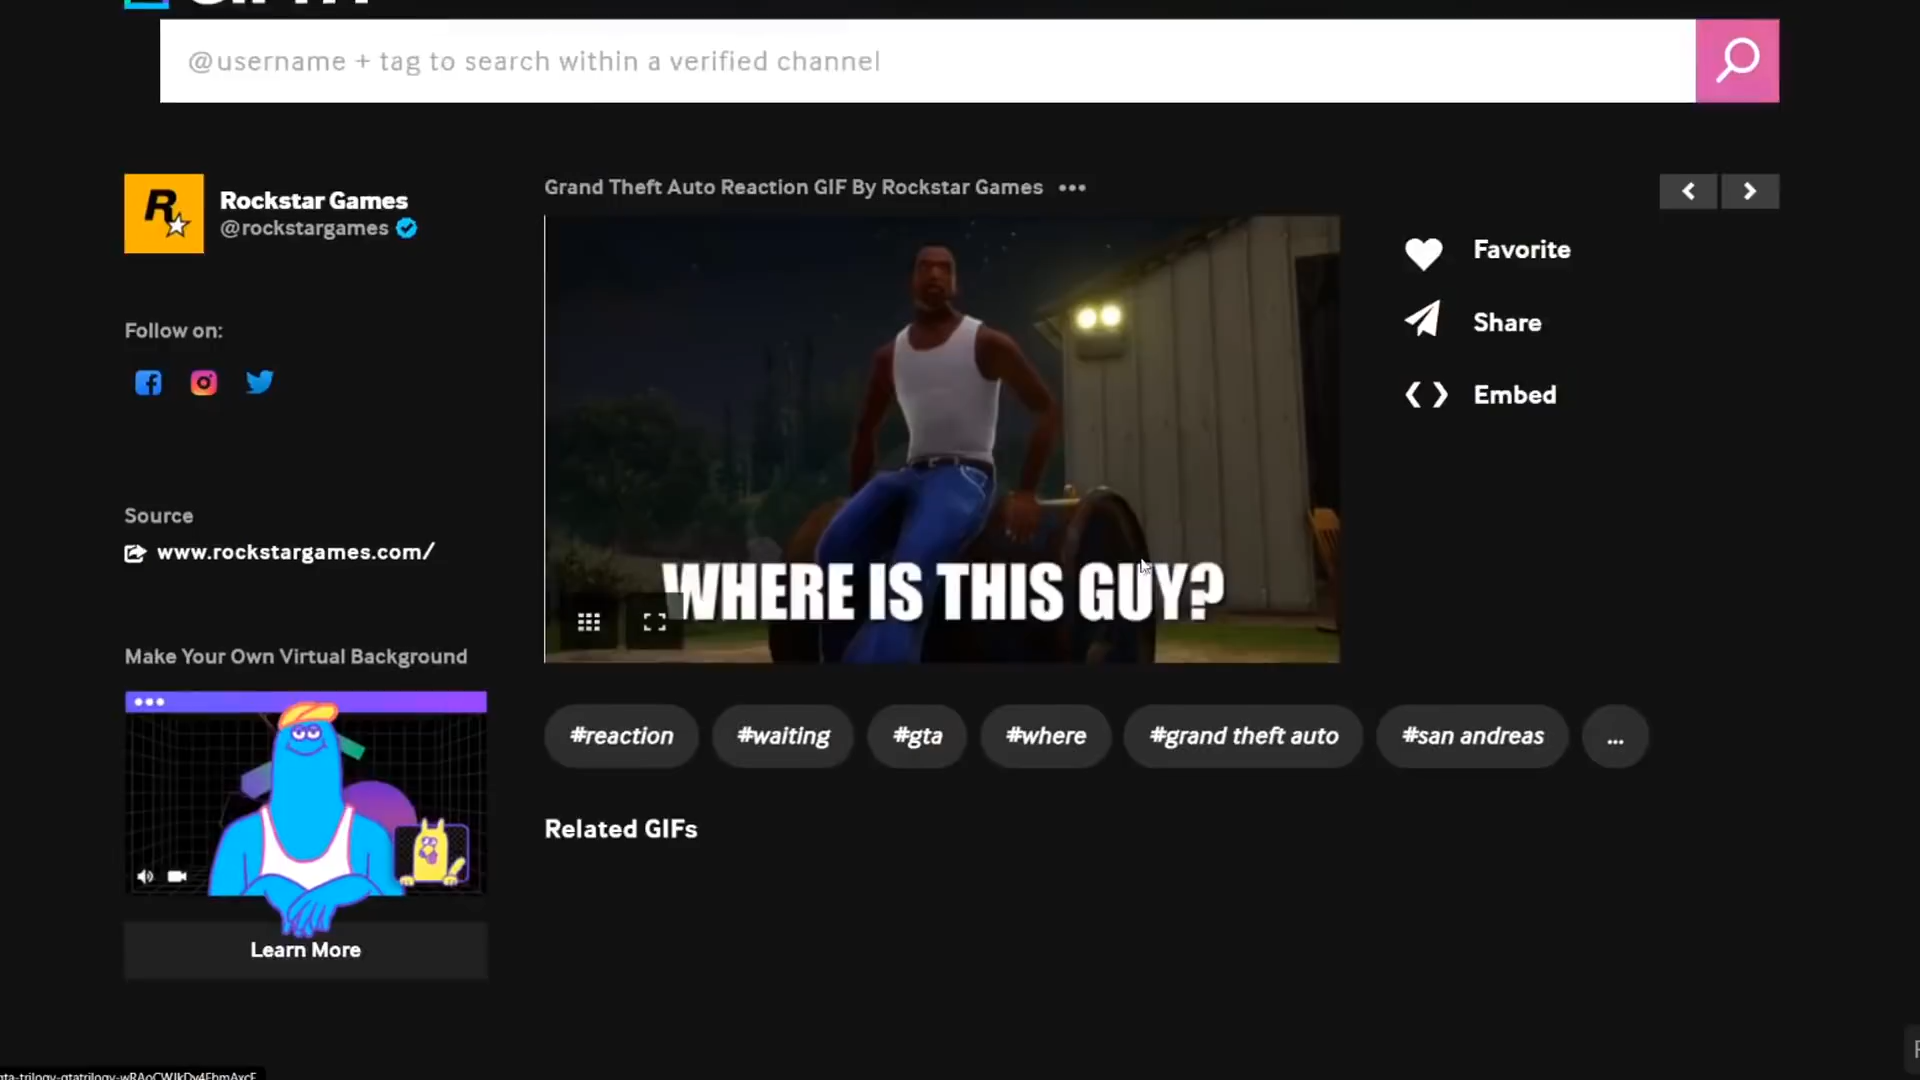 @username + tag to search within a verified channel
Rockstar Games
@rockstargames
Follow on:
Source
www.rockstargames.com/
Make Your Own Virtual Background
Learn More
Grand Theft Auto Reaction GIF By Rockstar Games
WHERE IS THIS GUY?
Favorite
Share
Embed
#reaction
#waiting
#gta
#where
#grand theft auto
#san andreas
...
Related GIFs